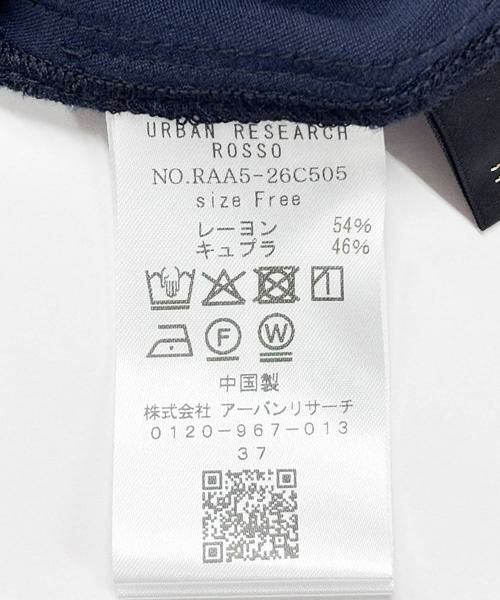 URBAN RESEARCH
ROSSO
NO.RAA5-26C505
size Free
レーヨン 54%
キュプラ 46%
F W
中国製
株式会社 アーバンリサーチ
0120-967-013
37